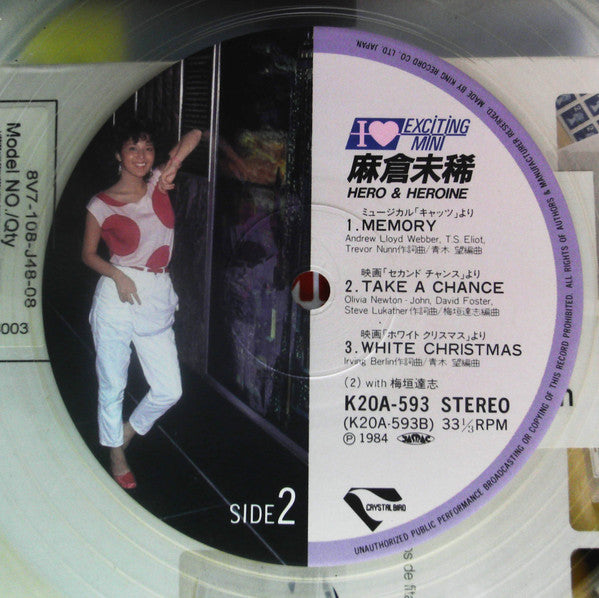 MADE BY KING RECORD CO. LTD. JAPAN
ALL RIGHTS OF AUTHORS & MANUFACTURER RESERVED.
UNAUTHORIZED PUBLIC PERFORMANCE BROADCASTING OR COPYING OF THIS RECORD PROHIBITED.
I EXCITING
MINI
麻倉未稀
HERO & HEROINE
ミュージカル「キャッツ」より
1. MEMORY
Andrew Lloyd Webber, T.S. Eliot,
Trevor Nunn作詞曲/青木 望編曲
映画「セカンド チャンス」より
2. TAKE A CHANCE
Olivia Newton-John, David Foster,
Steve Lukather作詞曲/梅垣達志編曲
映画「ホワイト クリスマス」より
3. WHITE CHRISTMAS
Irving Berlin作詞曲/青木 望編曲
(2) with 梅垣達志
K20A-593 STEREO
(K20A-593B) 33 1/3 RPM
Ⓟ 1984 JASRAC
CRYSTAL BIRD
SIDE 2
8V7-108-J48-08
Model NO./Qty
003